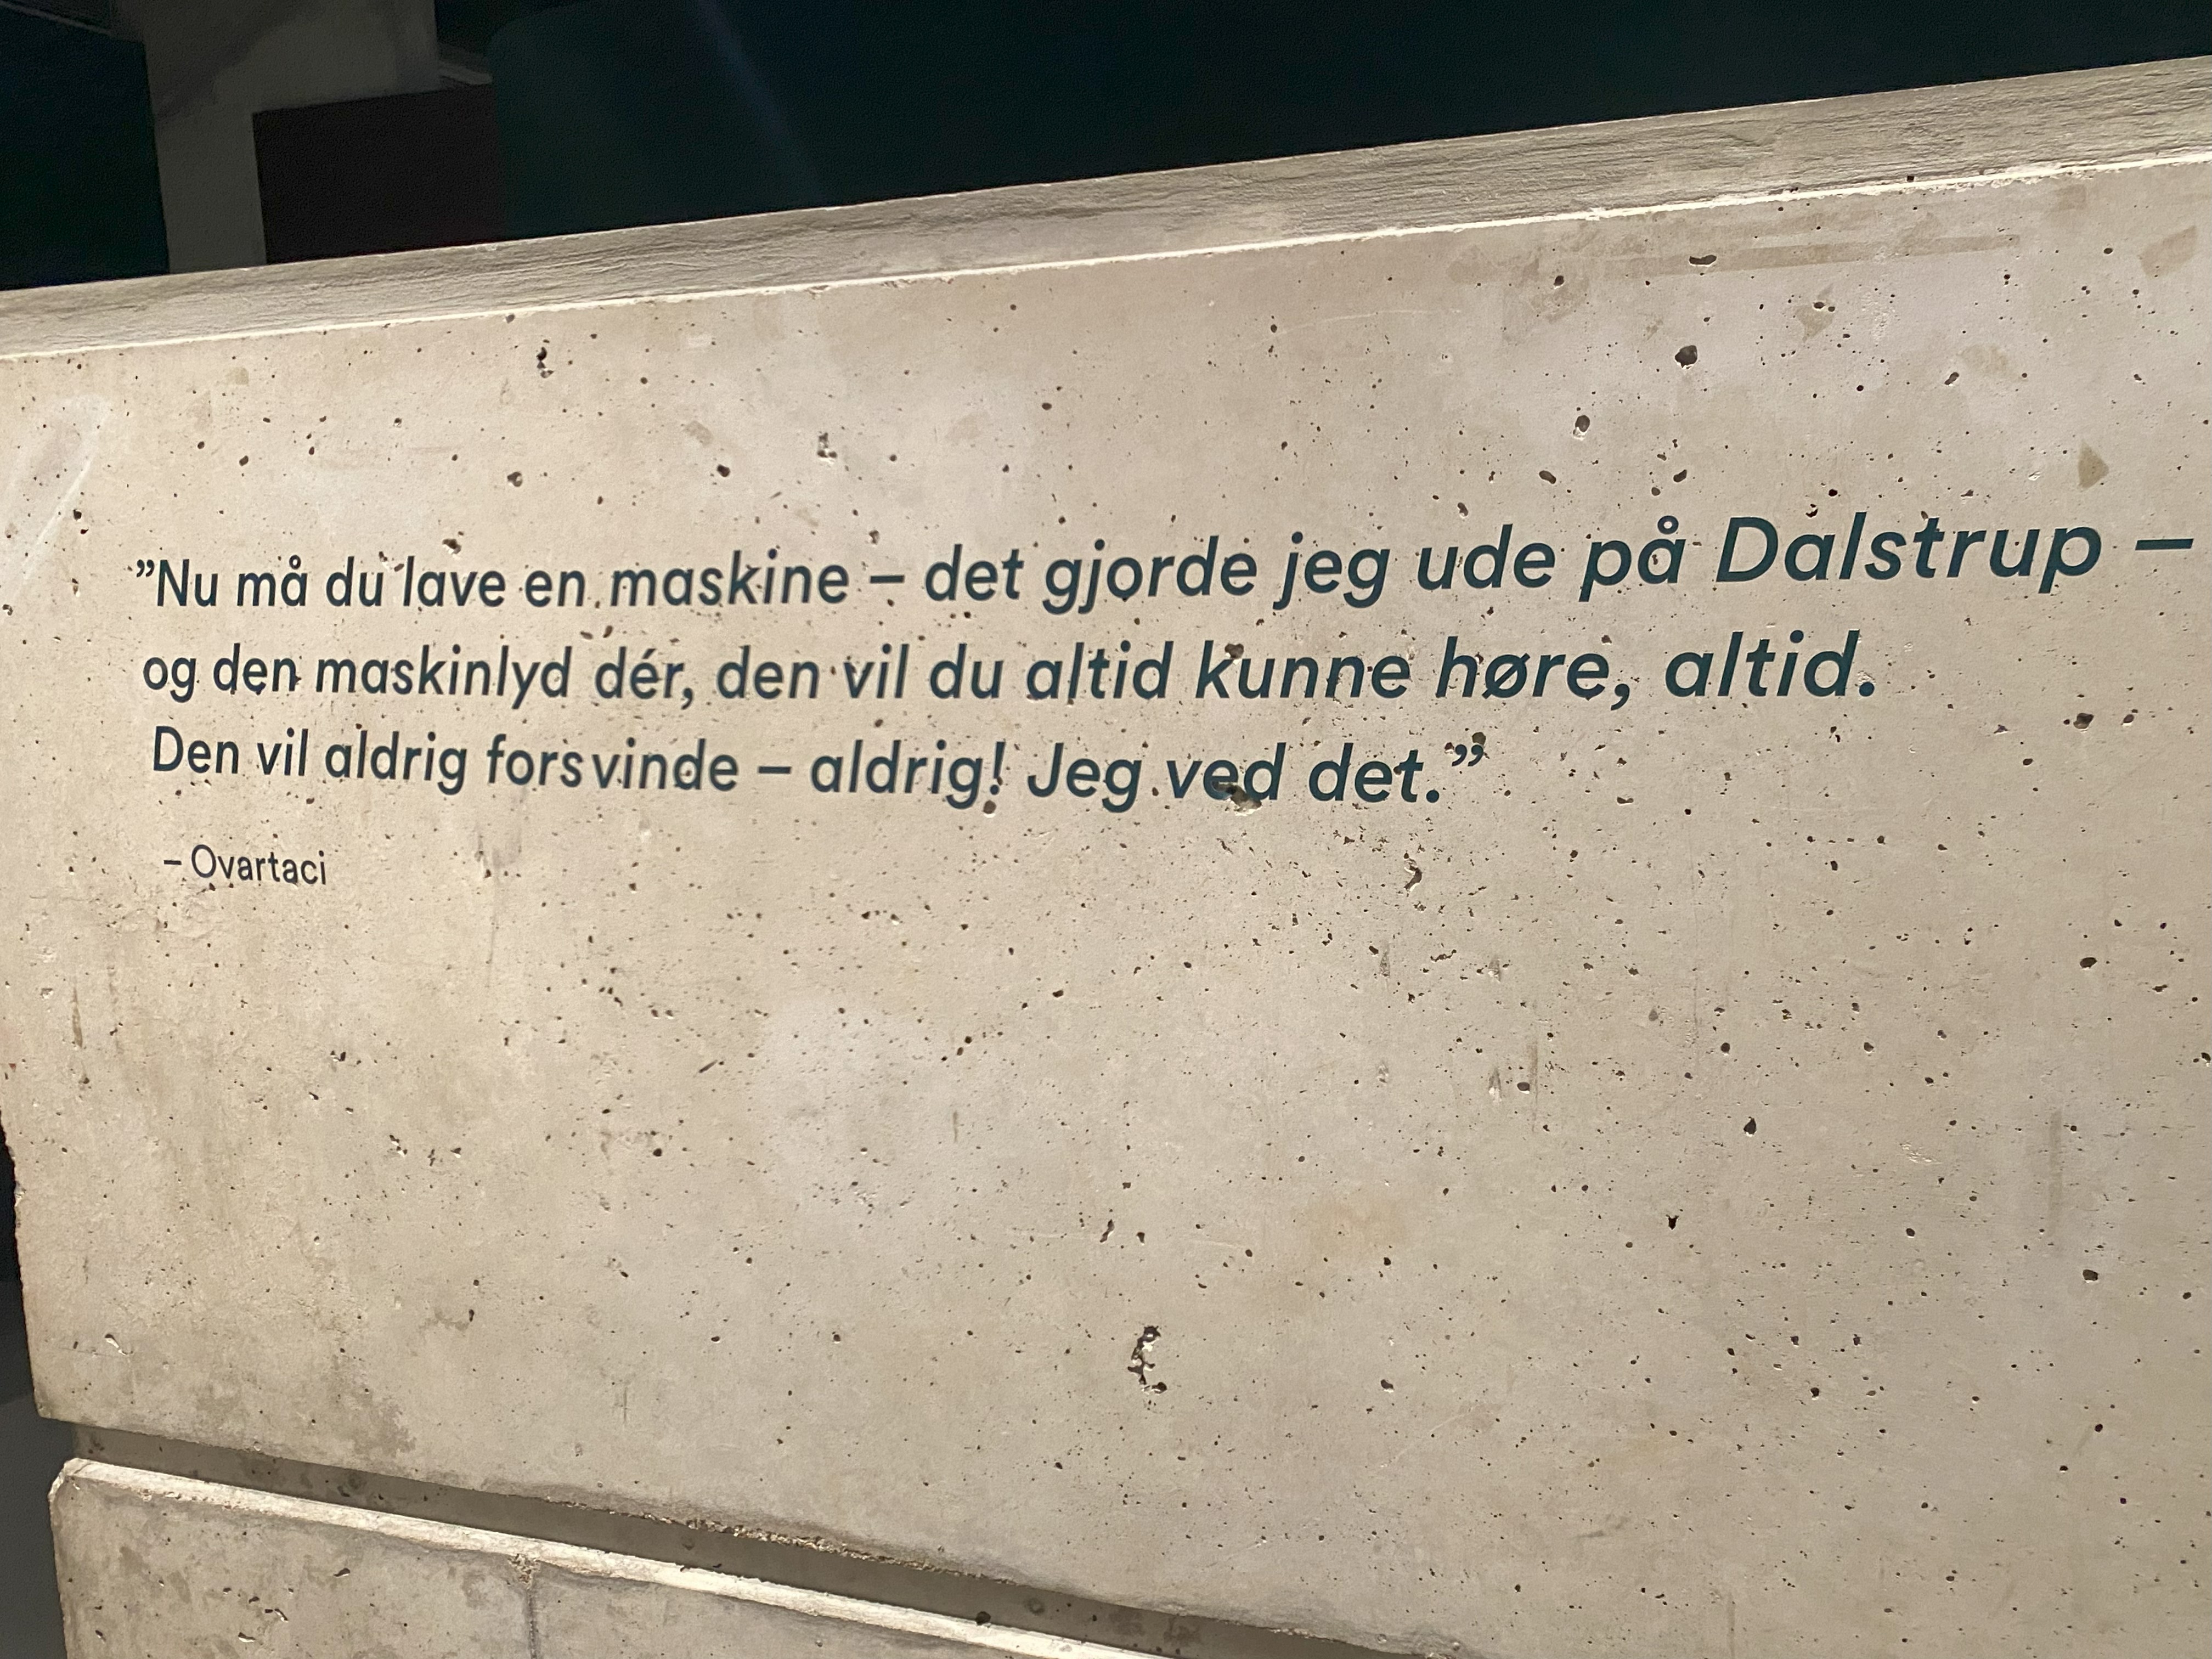 ”Nu må du lave en maskine – det gjorde jeg ude på Dalstrup –
og den maskinlyd dér, den vil du altid kunne høre, altid.
Den vil aldrig forsvinde – aldrig! Jeg ved det.”
– Ovartaci